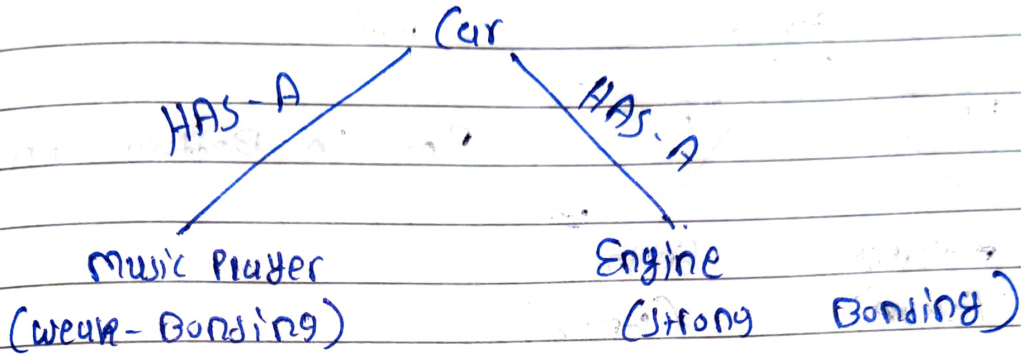 Car
HAS-A
HAS-A
Music Player
Engine
(weak-Bonding)
(Strong Bonding)